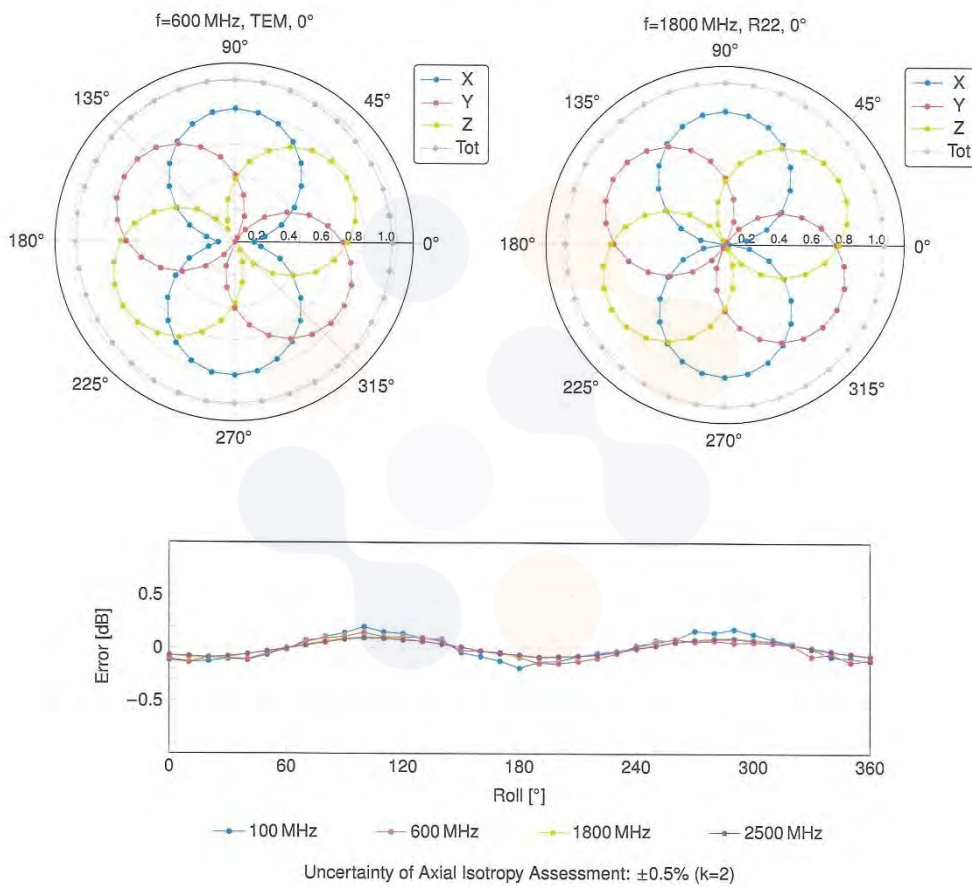 f=600 MHz, TEM, 0°
90°
135°
45°
180°
0.2 0.4 0.6 0.8 1.0
0°
225°
315°
270°
X
Y
Z
Tot
f=1800 MHz, R22, 0°
90°
135°
45°
180°
0.2 0.4 0.6 0.8 1.0
0°
225°
315°
270°
X
Y
Z
Tot
Error [dB]
0.5
0
−0.5
0 60 120 180 240 300 360
Roll [°]
100 MHz 600 MHz 1800 MHz 2500 MHz
Uncertainty of Axial Isotropy Assessment: ±0.5% (k=2)